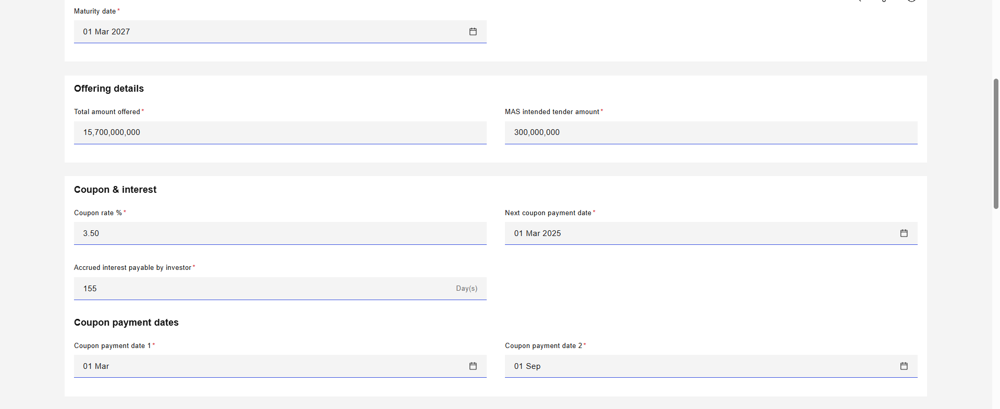 Maturity date*
01 Mar 2027
Offering details
Total amount offered*
15,700,000,000
MAS intended tender amount*
300,000,000
Coupon & interest
Coupon rate %*
3.50
Next coupon payment date*
01 Mar 2025
Accrued interest payable by investor*
155 Day(s)
Coupon payment dates
Coupon payment date 1*
01 Mar
Coupon payment date 2*
01 Sep